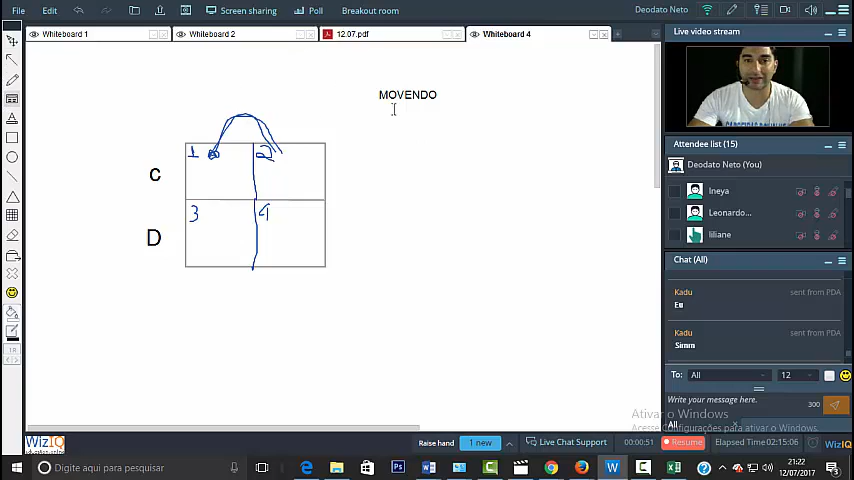 File Edit Screen sharing Poll Breakout room Deodato Neto
Whiteboard 1 Whiteboard 2 12.07.pdf Whiteboard 4
Live video stream
MOVENDO
1 2
C
3 4
D
Attendee list (15)
Deodato Neto (You)
Ineya
Leonardo...
liliane
Chat (All)
Kadu sent from PDA
Eu
Kadu sent from PDA
Simm
To: All 12
Write your message here.
300
Ativar o Windows
All
Acesse Configurações para ativar o Windows.
WizIQ
Raise hand 1 new Live Chat Support 00:00:51 Resume Elapsed Time 02:15:06 WizIQ
Digite aqui para pesquisar
21:22
12/07/2017